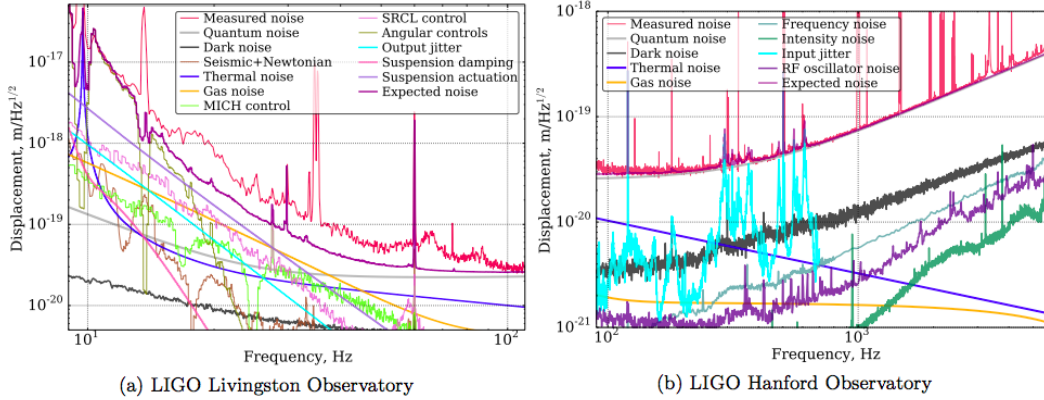 Measured noise
Quantum noise
Dark noise
Seismic+Newtonian
Thermal noise
Gas noise
MICH control
SRCL control
Angular controls
Output jitter
Suspension damping
Suspension actuation
Expected noise
Displacement, m/Hz^1/2
10^-17
10^-18
10^-19
10^-20
10^1
10^2
Frequency, Hz
(a) LIGO Livingston Observatory
Measured noise
Quantum noise
Dark noise
Thermal noise
Gas noise
Frequency noise
Intensity noise
Input jitter
RF oscillator noise
Expected noise
Displacement, m/Hz^1/2
10^-18
10^-19
10^-20
10^-21
10^2
10^3
Frequency, Hz
(b) LIGO Hanford Observatory